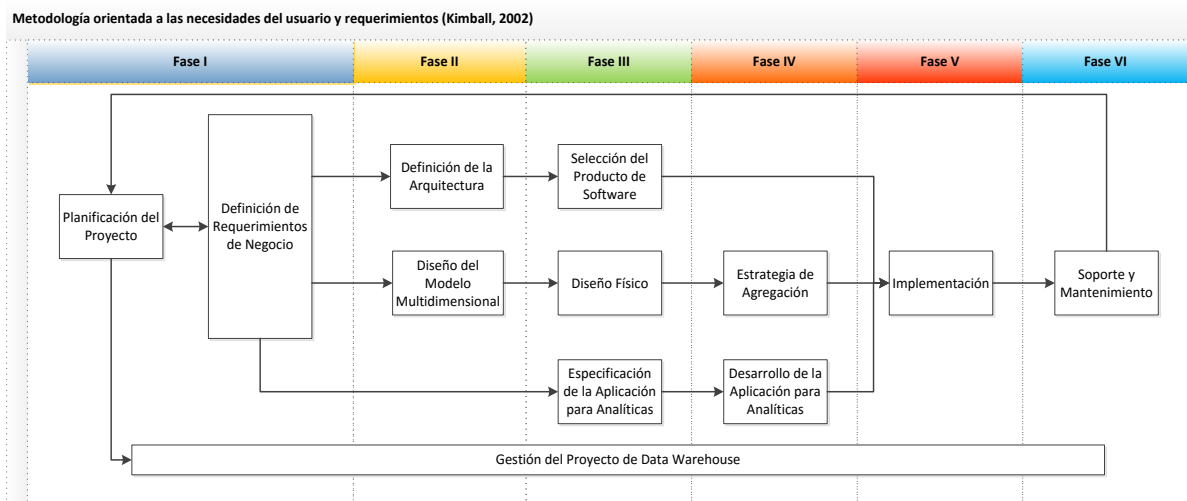 Metodología orientada a las necesidades del usuario y requerimientos (Kimball, 2002)
Fase I
Fase II
Fase III
Fase IV
Fase V
Fase VI
Planificación del
Proyecto
Definición de
Requerimientos
de Negocio
Definición de la
Arquitectura
Selección del
Producto de
Software
Diseño del
Modelo
Multidimensional
Diseño Físico
Estrategia de
Agregación
Implementación
Soporte y
Mantenimiento
Especificación
de la Aplicación
para Analíticas
Desarrollo de la
Aplicación para
Analíticas
Gestión del Proyecto de Data Warehouse